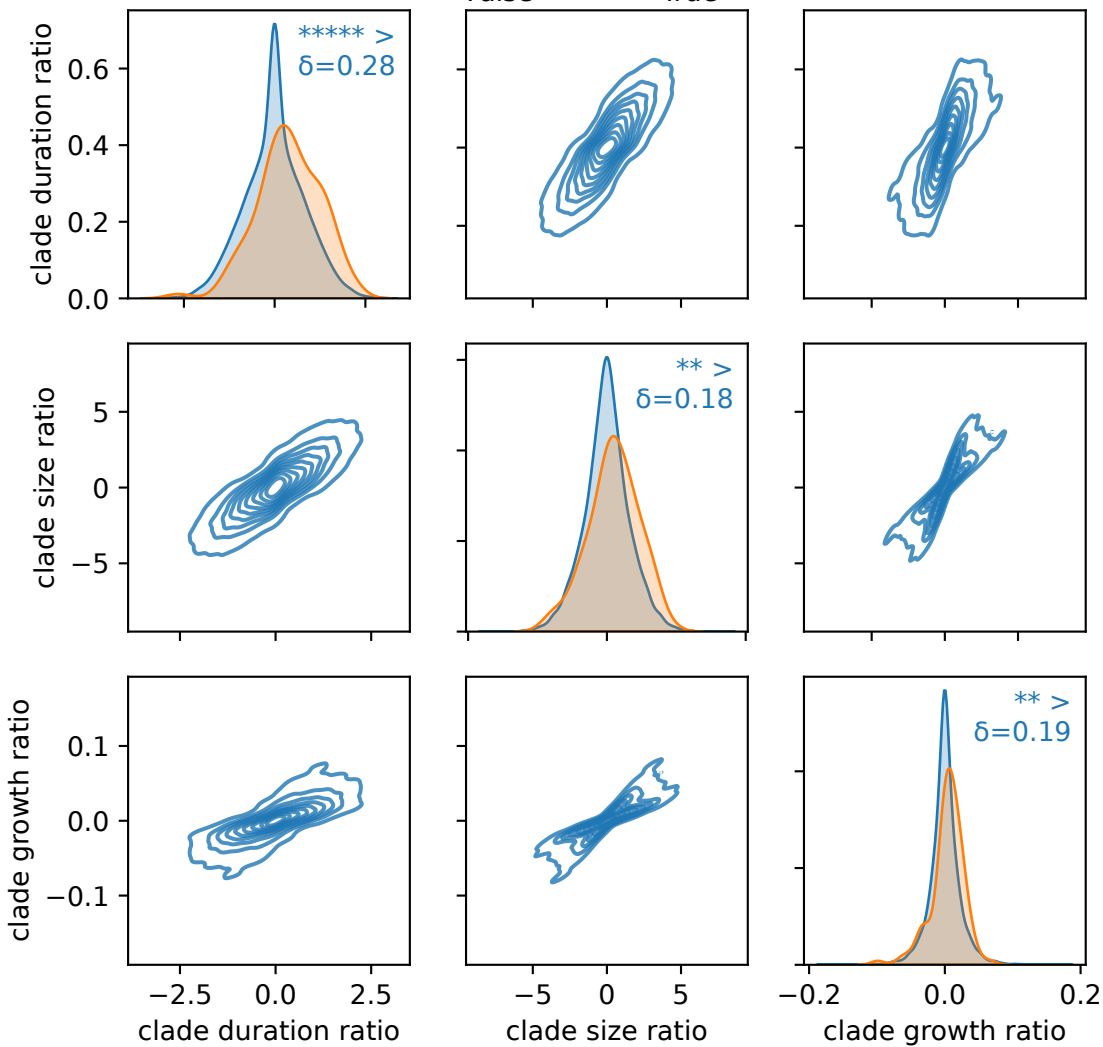 ***** >
δ=0.28
clade duration ratio
0.6
0.4
0.2
0.0
** >
δ=0.18
clade size ratio
5
0
−5
** >
δ=0.19
clade growth ratio
0.1
0.0
−0.1
−2.5 0.0 2.5 −5 0 5 −0.2 0.0 0.2
clade duration ratio clade size ratio clade growth ratio